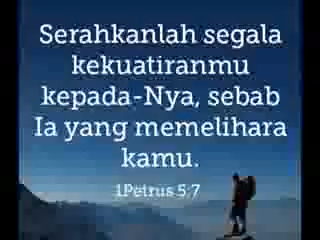 Serahkanlah segala
kekuatiranmu
kepada-Nya, sebab
Ia yang memelihara
kamu.
1Petrus 5:7